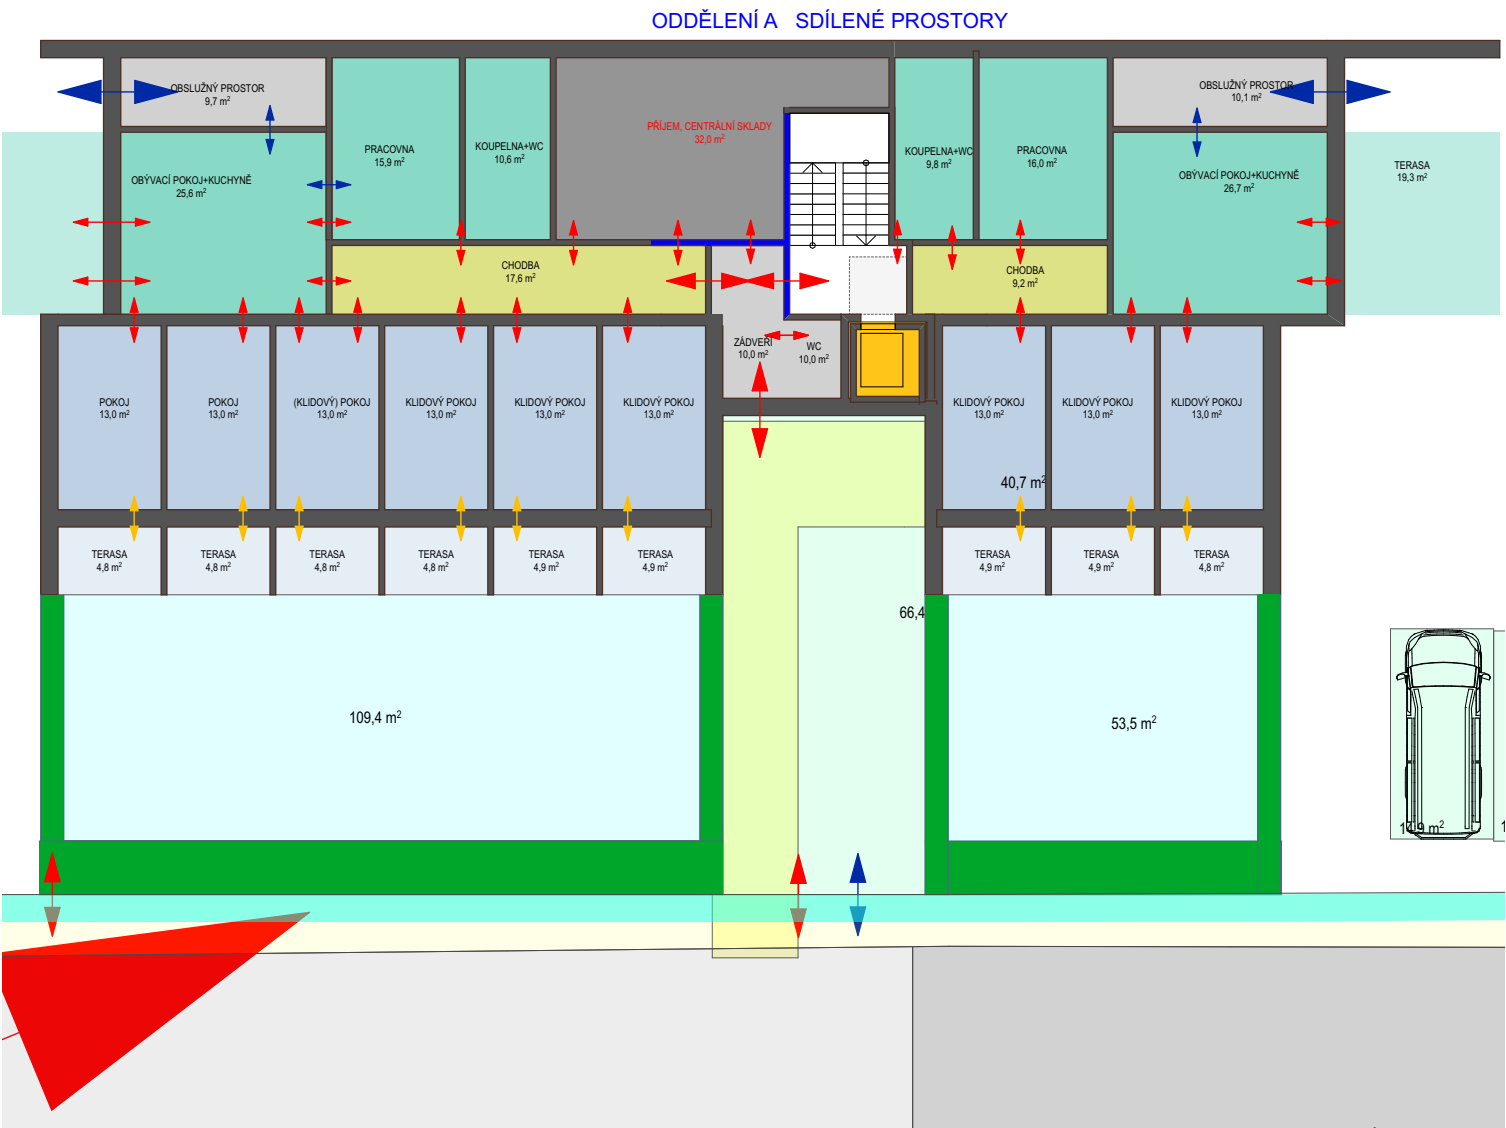 ODDĚLENÍ A   SDÍLENÉ PROSTORY
OBSLUŽNÝ PROSTOR
9,7 m²
PRACOVNA
15,9 m²
KOUPELNA+WC
10,6 m²
PŘÍJEM, CENTRÁLNÍ SKLADY
32,0 m²
KOUPELNA+WC
9,8 m²
PRACOVNA
16,0 m²
OBSLUŽNÝ PROSTOR
10,1 m²
OBÝVACÍ POKOJ+KUCHYNĚ
25,6 m²
OBÝVACÍ POKOJ+KUCHYNĚ
26,7 m²
TERASA
19,3 m²
CHODBA
17,6 m²
CHODBA
9,2 m²
ZÁDVEŘÍ
10,0 m²
WC
10,0 m²
POKOJ
13,0 m²
POKOJ
13,0 m²
(KLIDOVÝ) POKOJ
13,0 m²
KLIDOVÝ POKOJ
13,0 m²
KLIDOVÝ POKOJ
13,0 m²
KLIDOVÝ POKOJ
13,0 m²
KLIDOVÝ POKOJ
13,0 m²
KLIDOVÝ POKOJ
13,0 m²
KLIDOVÝ POKOJ
13,0 m²
40,7 m²
TERASA
4,8 m²
TERASA
4,8 m²
TERASA
4,8 m²
TERASA
4,8 m²
TERASA
4,9 m²
TERASA
4,9 m²
TERASA
4,9 m²
TERASA
4,9 m²
TERASA
4,8 m²
66,4
109,4 m²
53,5 m²
m²
1